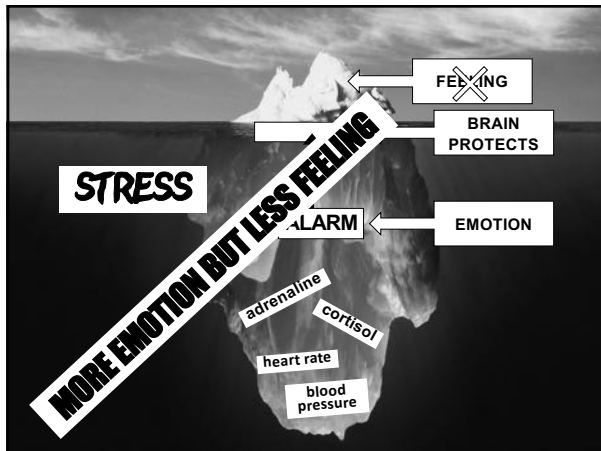 FEELING
BRAIN
PROTECTS
STRESS
MORE EMOTION BUT LESS FEELING
ALARM
EMOTION
adrenaline
cortisol
heart rate
blood
pressure